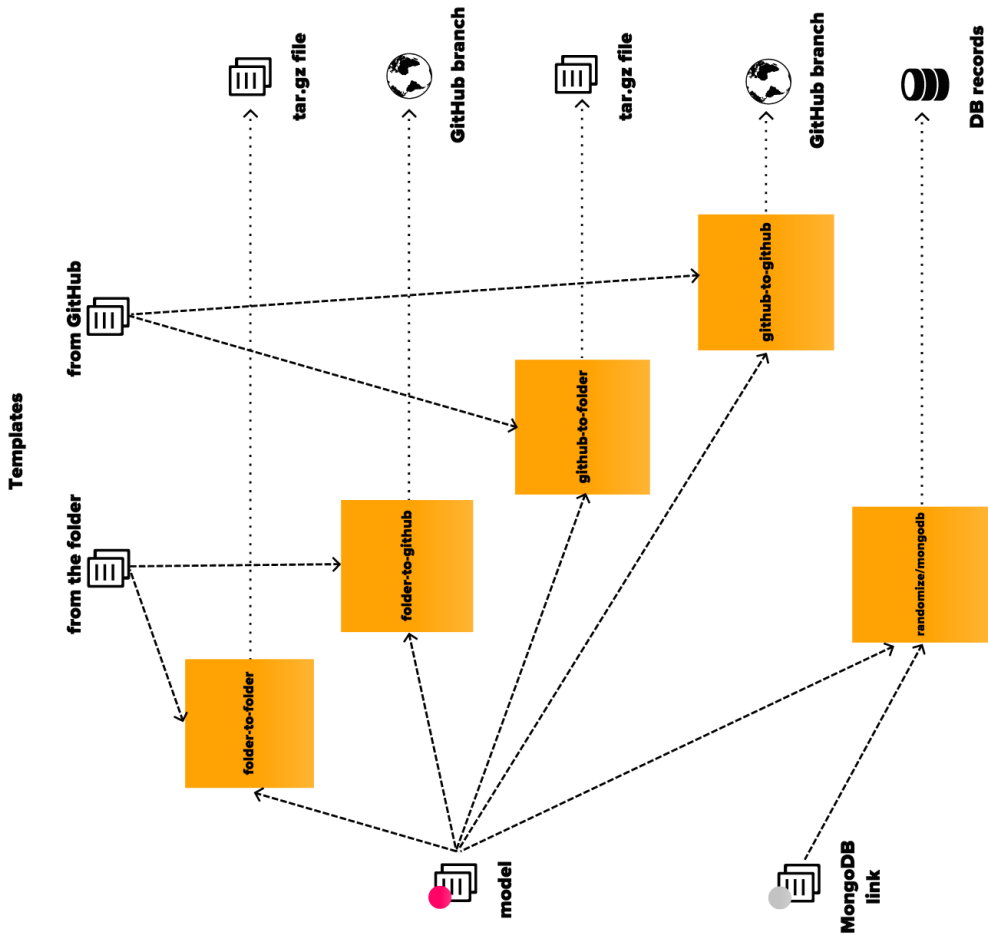 Templates
from the folder
from GitHub
tar.gz file
GitHub branch
tar.gz file
GitHub branch
DB records
folder-to-folder
folder-to-github
github-to-folder
github-to-github
randomize/mongodb
model
MongoDB
link